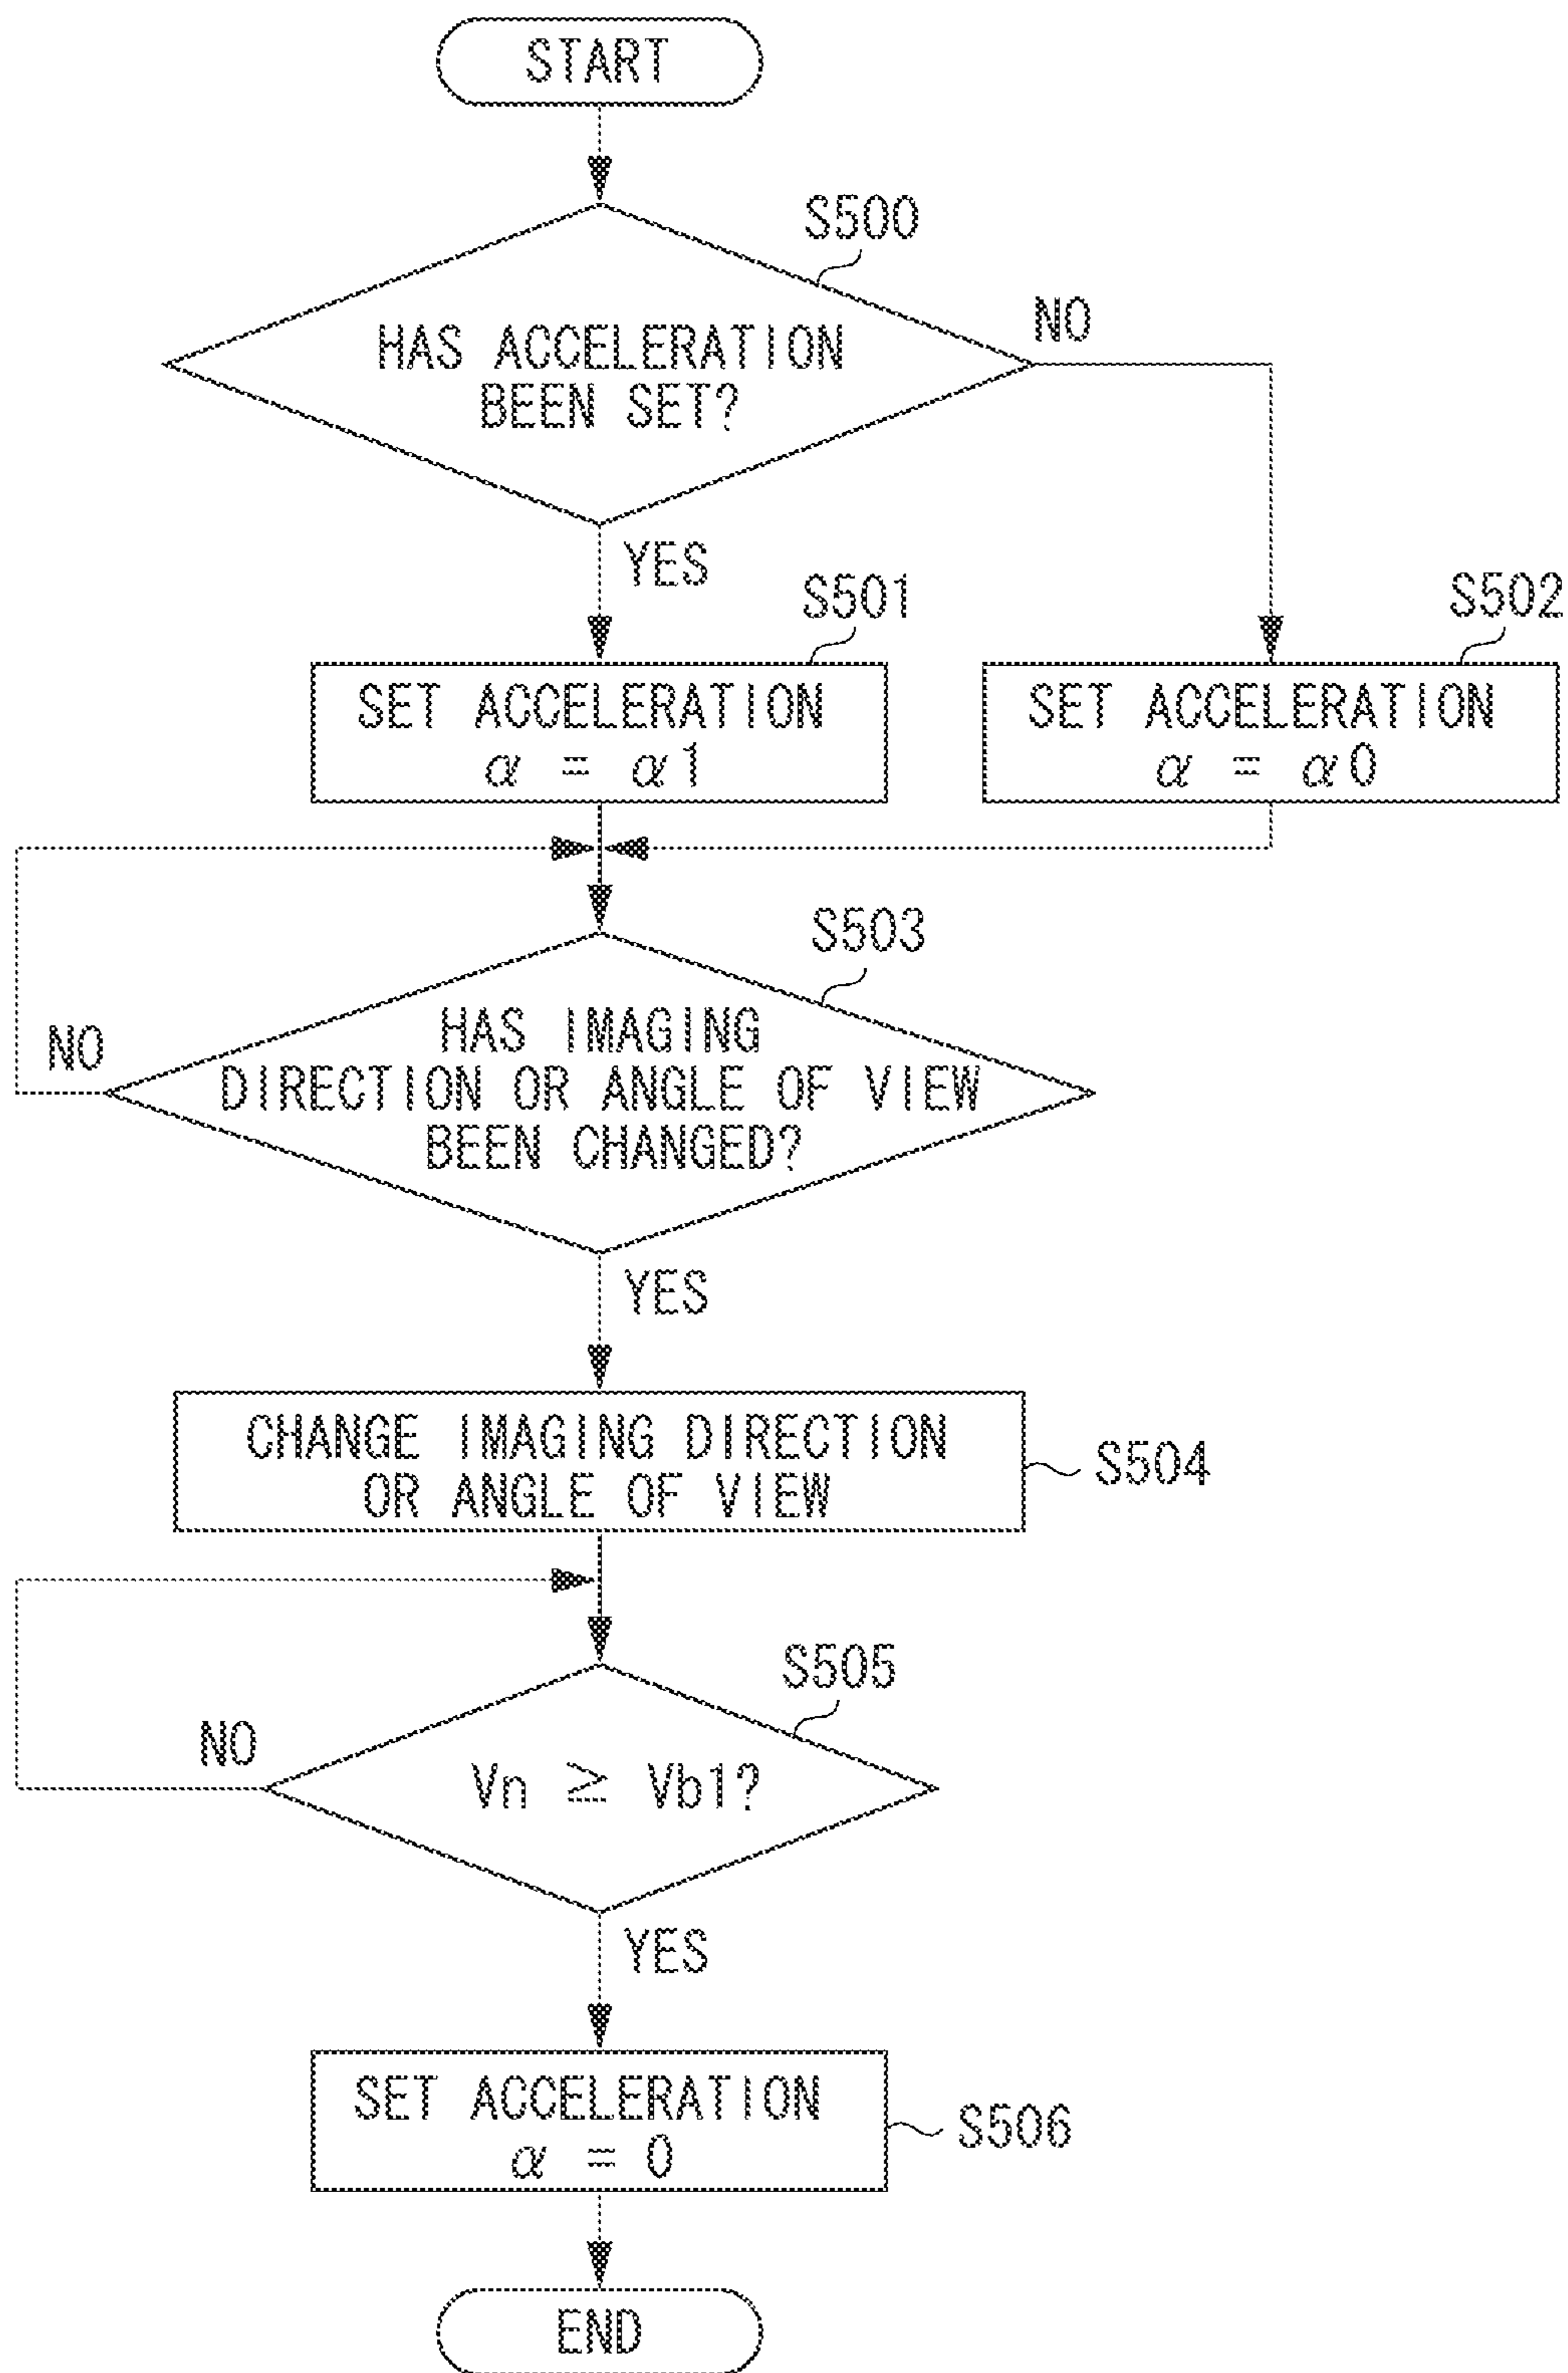 START
S500
HAS ACCELERATION
BEEN SET?
NO
YES
S501
SET ACCELERATION
α = α1
S502
SET ACCELERATION
α = α0
S503
HAS IMAGING
DIRECTION OR ANGLE OF VIEW
BEEN CHANGED?
NO
YES
CHANGE IMAGING DIRECTION
OR ANGLE OF VIEW
S504
S505
Vn ≧ Vb1?
NO
YES
SET ACCELERATION
α = 0
S506
END